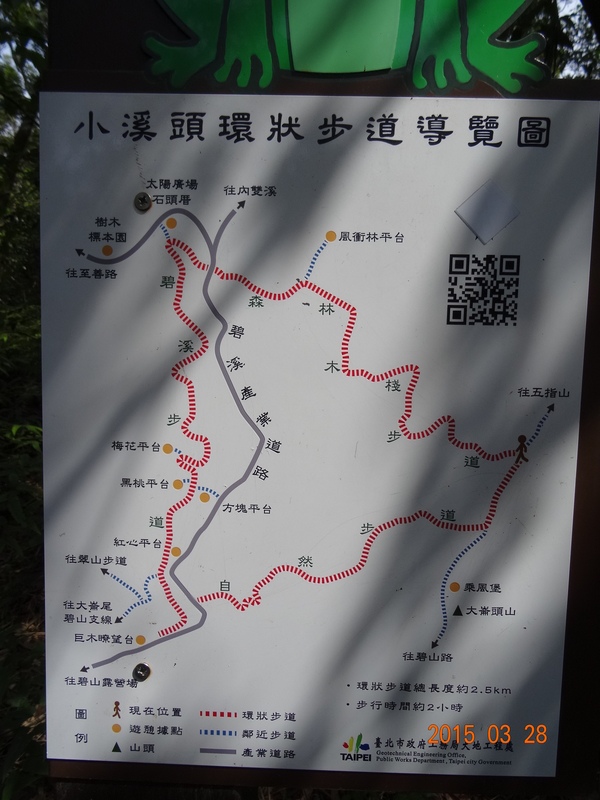 小溪頭環狀步道導覽圖
太陽廣場
石頭厝
往內雙溪
樹木
標本園
往至善路
風衝林平台
碧溪步道
森林木棧步道
碧溪產業道路
往五指山
梅花平台
黑桃平台
方塊平台
紅心平台
自然步道
往翠山步道
往大崙尾
碧山支線
巨木瞭望台
往碧山露營場
乘風堡
大崙頭山
往碧山路
圖例
現在位置
遊憩據點
山頭
環狀步道
鄰近步道
產業道路
・環狀步道總長度約2.5km
・步行時間約2小時
TAIPEI
臺北市政府工務局大地工程處
Geotechnical Engineering Office,
Public Works Department, Taipei city Government
2015.03.28